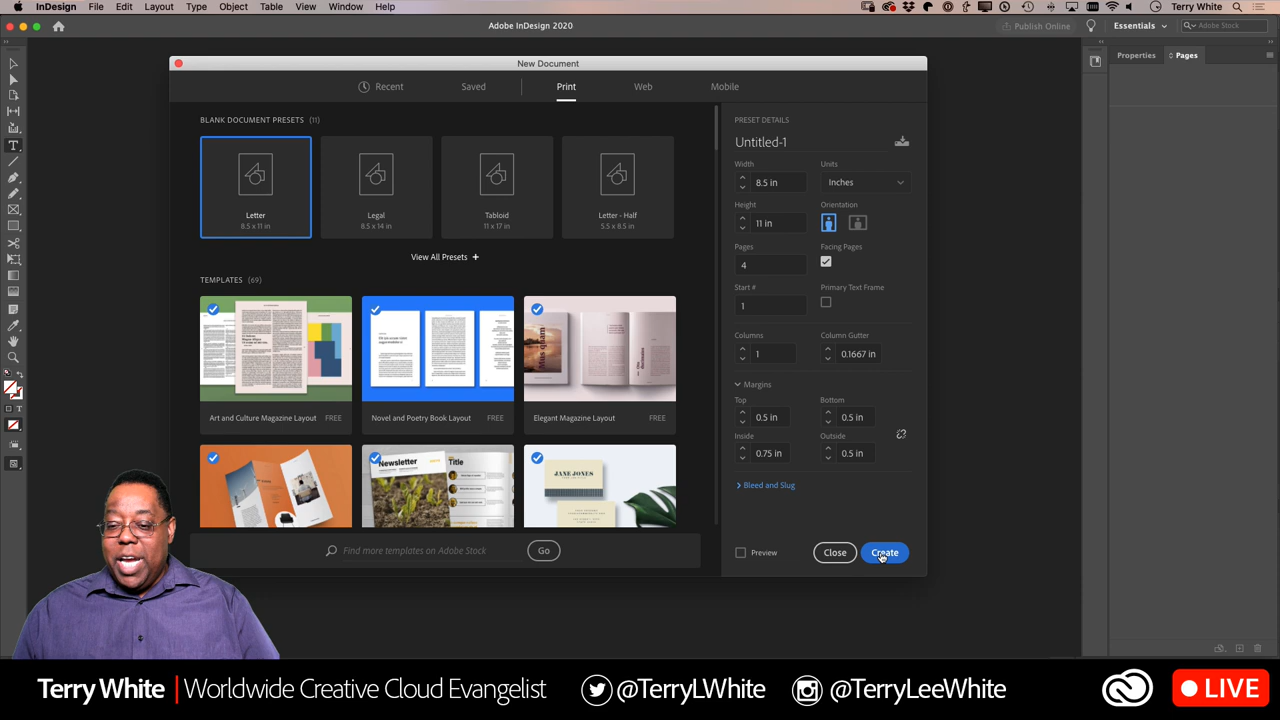 InDesign File Edit Layout Type Object Table View Window Help
Terry White
Adobe InDesign 2020
Publish Online
Essentials
Adobe Stock
New Document
Properties
Pages
Recent
Saved
Print
Web
Mobile
BLANK DOCUMENT PRESETS (11)
Letter
8.5 x 11 in
Legal
8.5 x 14 in
Tabloid
11 x 17 in
Letter - Half
5.5 x 8.5 in
View All Presets +
TEMPLATES (69)
Art and Culture Magazine Layout FREE
Novel and Poetry Book Layout FREE
Elegant Magazine Layout FREE
Newsletter
Title
JANE JONES
Find more templates on Adobe Stock
Go
PRESET DETAILS
Untitled-1
Width
Units
8.5 in
Inches
Height
Orientation
11 in
Pages
Facing Pages
4
Start #
Primary Text Frame
1
Columns
Column Gutter
1
0.1667 in
Margins
Top
Bottom
0.5 in
0.5 in
Inside
Outside
0.75 in
0.5 in
Bleed and Slug
Preview
Close
Create
Terry White | Worldwide Creative Cloud Evangelist
@TerryLWhite
@TerryLeeWhite
LIVE